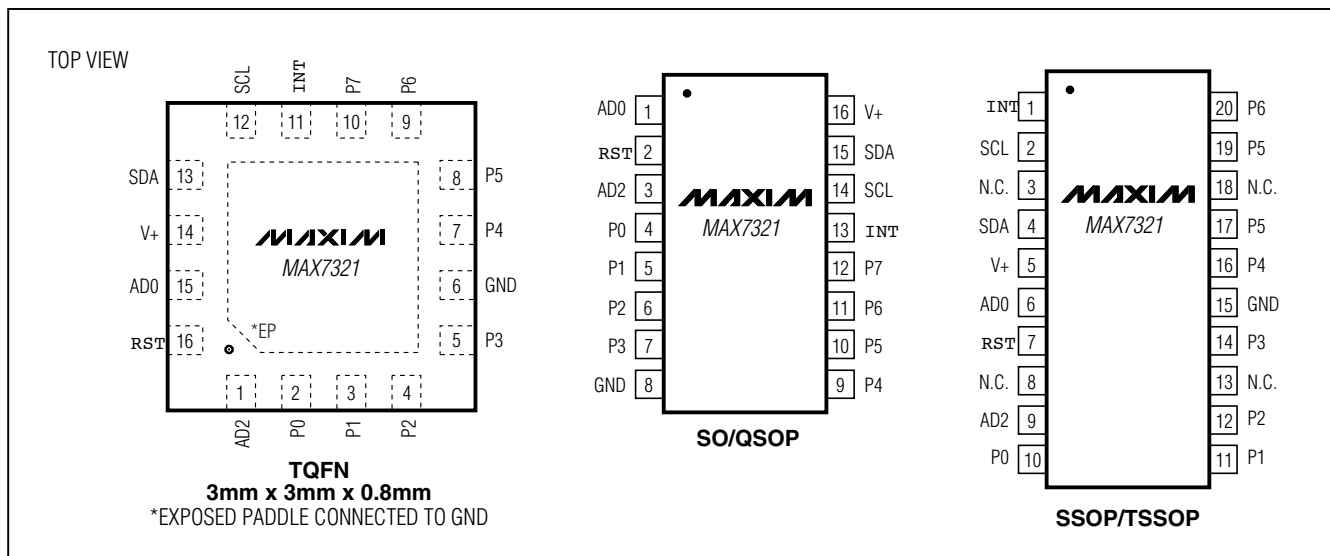 TOP VIEW
SCL
INT
P7
P6
12
11
10
9
SDA 13
V+ 14
AD0 15
RST 16
8 P5
7 P4
6 GND
5 P3
MAXIM
MAX7321
*EP
1
2
3
4
AD2
P0
P1
P2
TQFN
3mm x 3mm x 0.8mm
*EXPOSED PADDLE CONNECTED TO GND
AD0 1
RST 2
AD2 3
P0 4
P1 5
P2 6
P3 7
GND 8
MAXIM
MAX7321
16 V+
15 SDA
14 SCL
13 INT
12 P7
11 P6
10 P5
9 P4
SO/QSOP
INT 1
SCL 2
N.C. 3
SDA 4
V+ 5
AD0 6
RST 7
N.C. 8
AD2 9
P0 10
MAXIM
MAX7321
20 P6
19 P5
18 N.C.
17 P5
16 P4
15 GND
14 P3
13 N.C.
12 P2
11 P1
SSOP/TSSOP